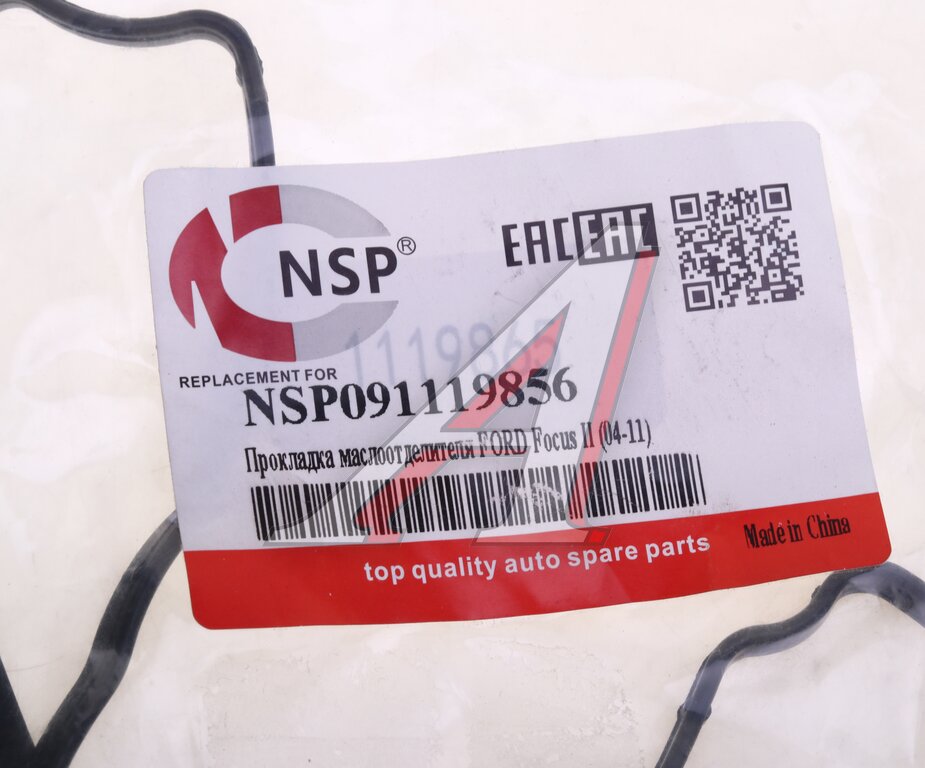 NSP®
EAC EAC
1119865
REPLACEMENT FOR
NSP091119856
Прокладка маслоотделителя FORD Focus II (04-11)
top quality auto spare parts
Made in China